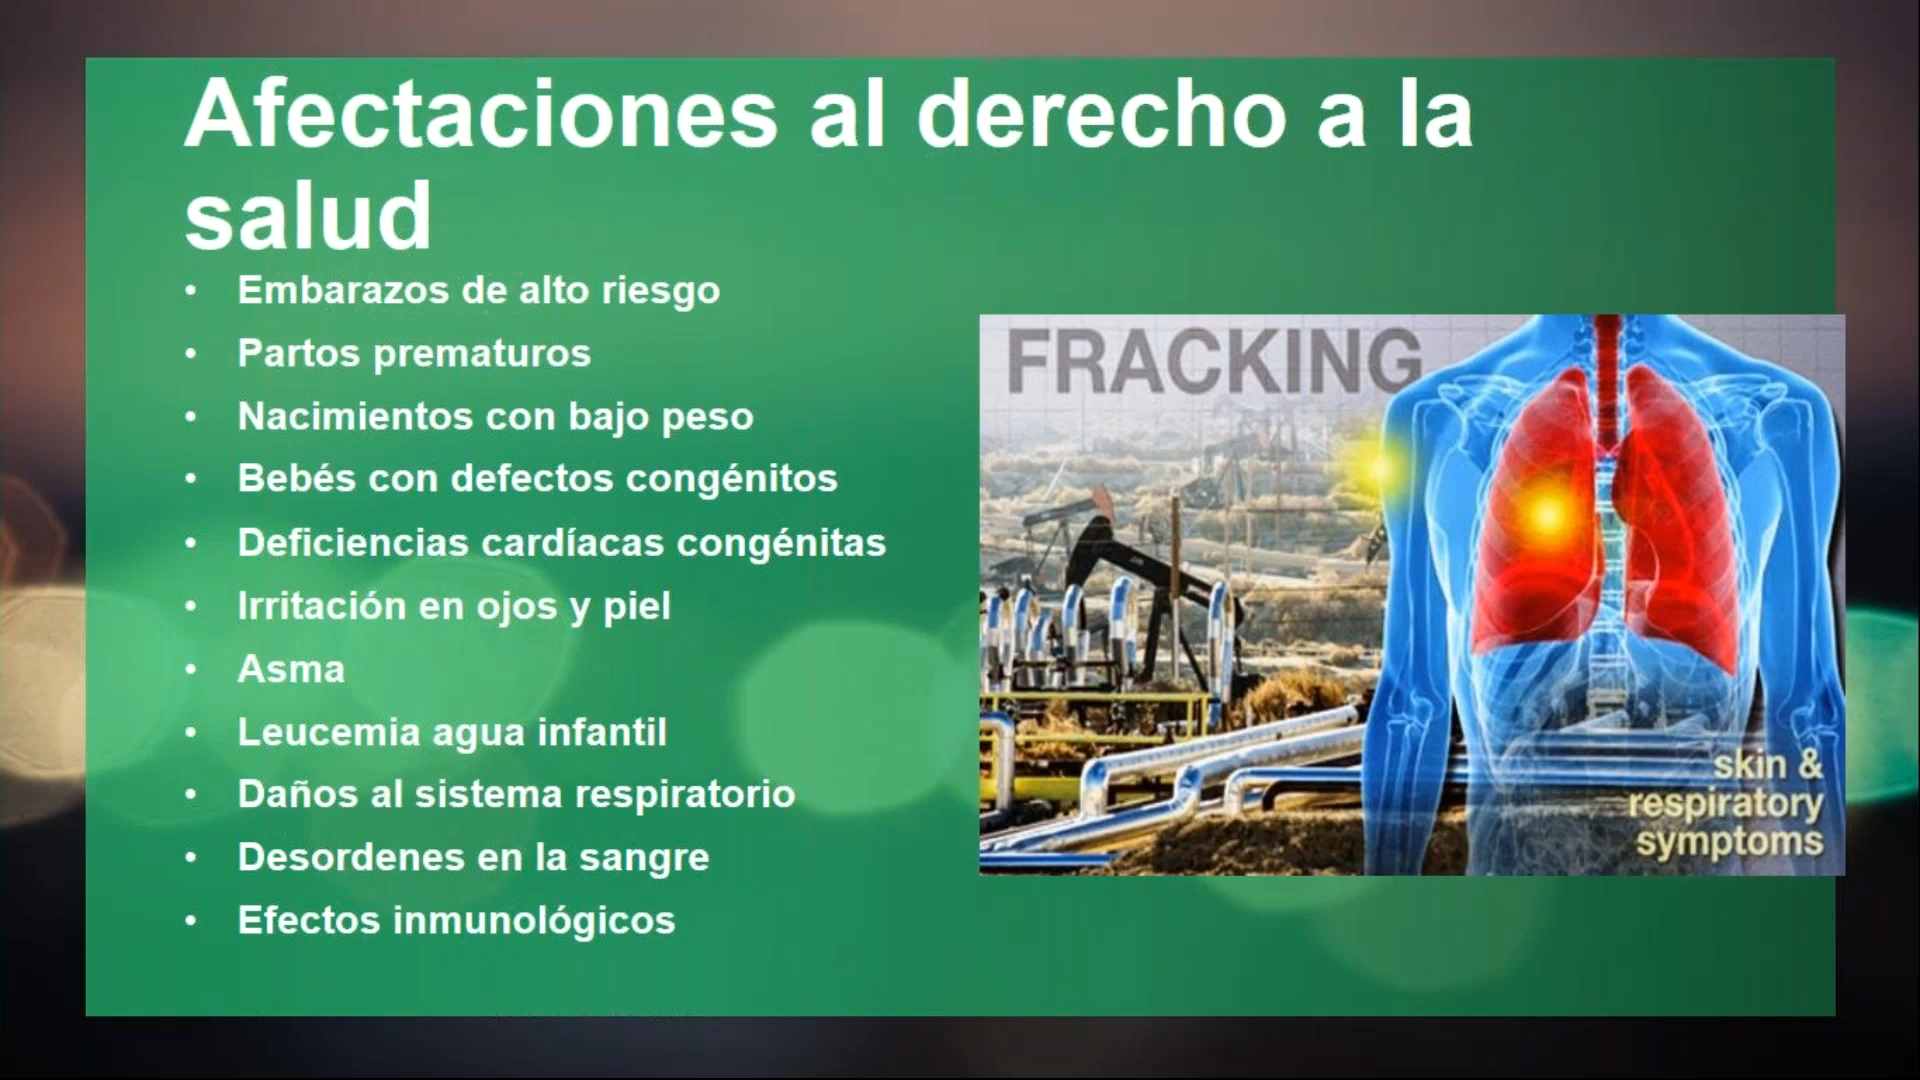 Afectaciones al derecho a la
salud
• Embarazos de alto riesgo
• Partos prematuros
• Nacimientos con bajo peso
• Bebés con defectos congénitos
• Deficiencias cardíacas congénitas
• Irritación en ojos y piel
• Asma
• Leucemia agua infantil
• Daños al sistema respiratorio
• Desordenes en la sangre
• Efectos inmunológicos
FRACKING
skin &
respiratory
symptoms